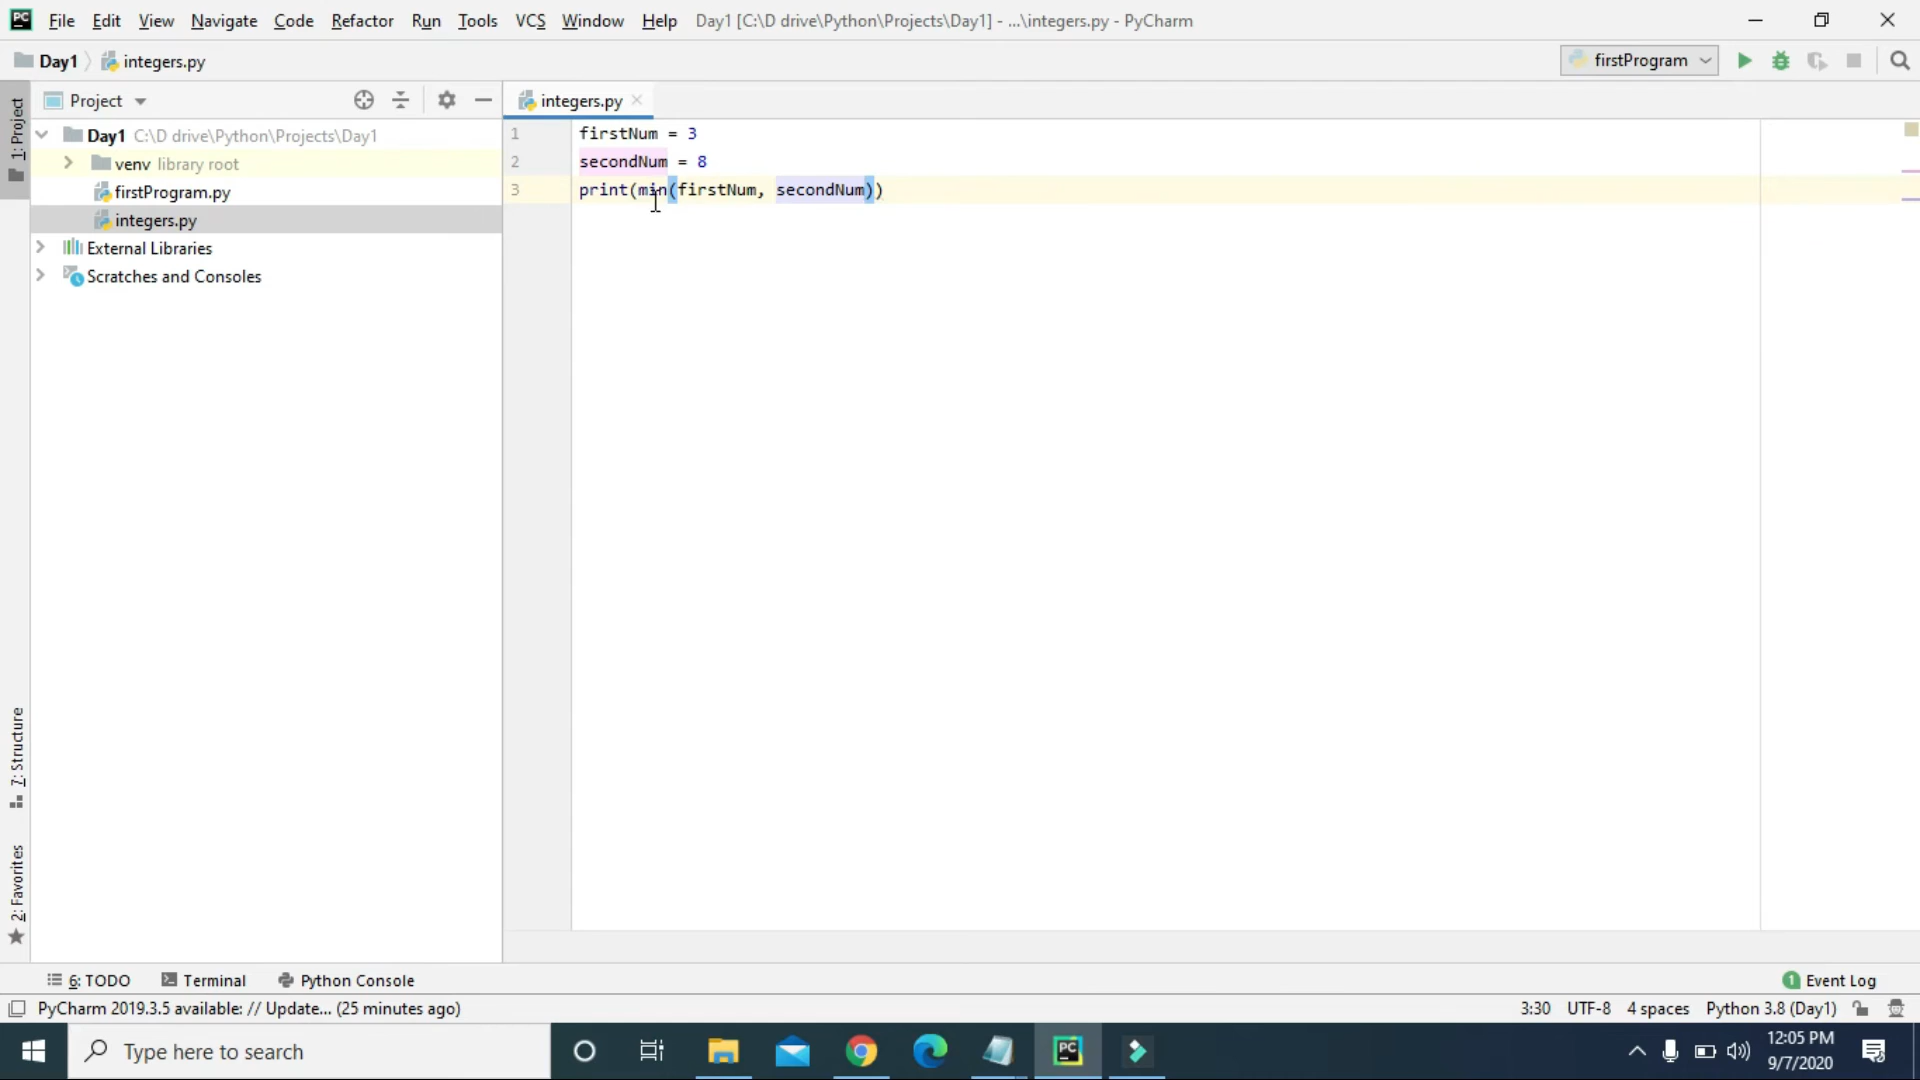 PC File Edit View Navigate Code Refactor Run Tools VCS Window Help Day1 [C:\D drive\Python\Projects\Day1] - ...\integers.py - PyCharm
Day1 integers.py firstProgram
Project integers.py
1: Project
Day1 C:\D drive\Python\Projects\Day1
venv library root
firstProgram.py
integers.py
External Libraries
Scratches and Consoles
1 firstNum = 3
2 secondNum = 8
3 print(min(firstNum, secondNum))
7: Structure
2: Favorites
6: TODO Terminal Python Console 1 Event Log
PyCharm 2019.3.5 available: // Update... (25 minutes ago) 3:30 UTF-8 4 spaces Python 3.8 (Day1)
Type here to search PC 12:05 PM
9/7/2020